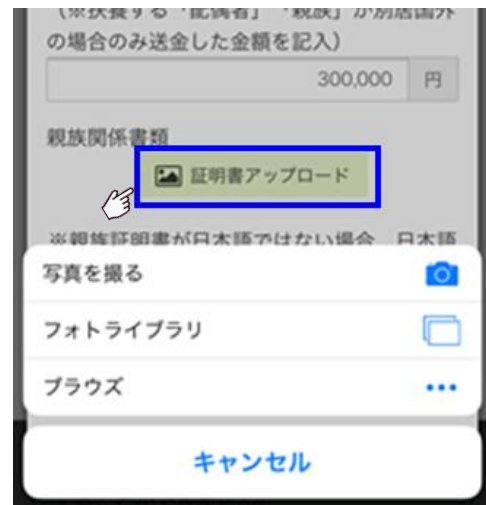 （※扶養する「配偶者」「親族」が別居国外
の場合のみ送金した金額を記入）
300,000 円
親族関係書類
証明書アップロード
※親族証明書が日本語ではない場合、日本語
写真を撮る
フォトライブラリ
ブラウズ
キャンセル